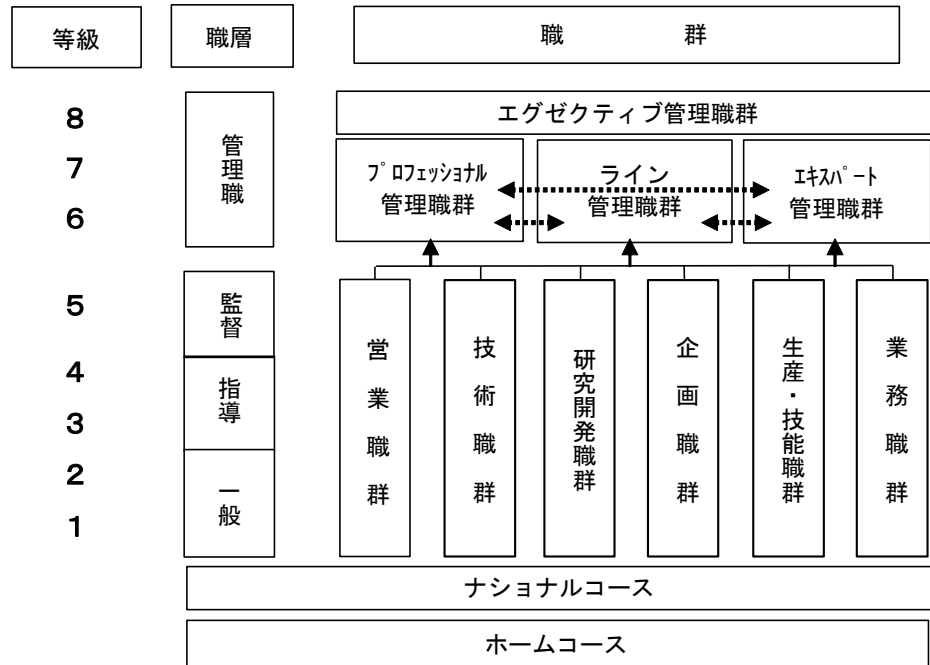 等級
職層
職　　　群
8
7
6
5
4
3
2
1
管理職
監督
指導
一般
エグゼクティブ管理職群
ﾌﾟﾛﾌｪｯｼｮﾅﾙ
管理職群
ライン
管理職群
ｴｷｽﾊﾟｰﾄ
管理職群
営業職群
技術職群
研究開発職群
企画職群
生産・技能職群
業務職群
ナショナルコース
ホームコース